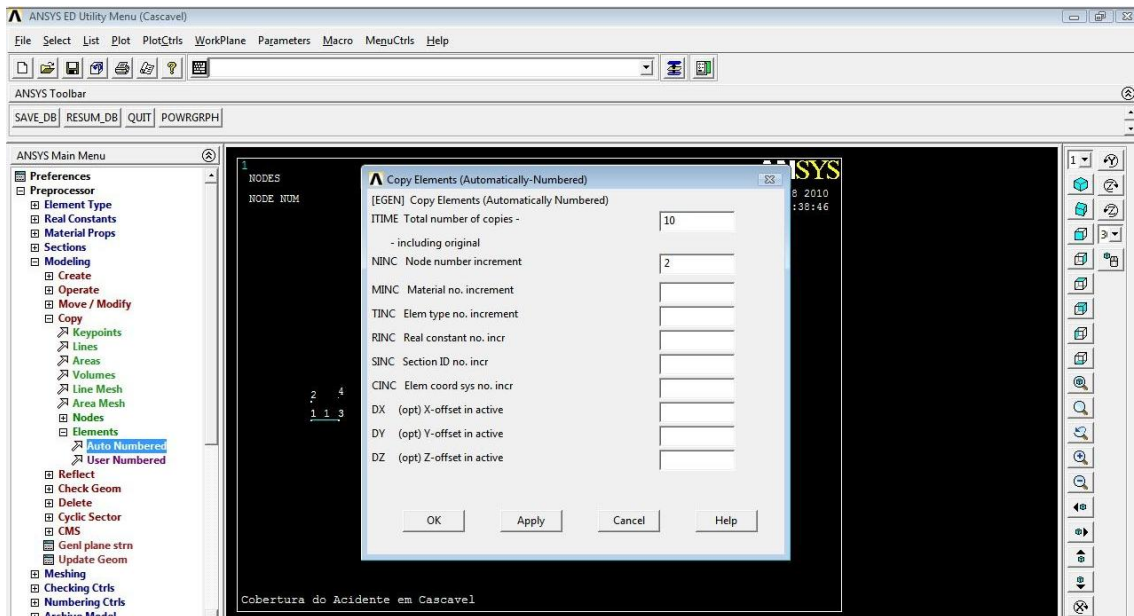 ANSYS ED Utility Menu (Cascavel)
File Select List Plot PlotCtrls WorkPlane Parameters Macro MenuCtrls Help
ANSYS Toolbar
SAVE_DB RESUM_DB QUIT POWRGRPH
ANSYS Main Menu
Preferences
Preprocessor
Element Type
Real Constants
Material Props
Sections
Modeling
Create
Operate
Move / Modify
Copy
Keypoints
Lines
Areas
Volumes
Line Mesh
Area Mesh
Nodes
Elements
Auto Numbered
User Numbered
Reflect
Check Geom
Delete
Cyclic Sector
CMS
Genl plane strn
Update Geom
Meshing
Checking Ctrls
Numbering Ctrls
Archive Model
1
NODES
NODE NUM
SYS
8 2010
:38:46
2 4
1 1 3
Cobertura do Acidente em Cascavel
Copy Elements (Automatically-Numbered)
[EGEN] Copy Elements (Automatically Numbered)
ITIME Total number of copies - 10
- including original
NINC Node number increment 2
MINC Material no. increment
TINC Elem type no. increment
RINC Real constant no. incr
SINC Section ID no. incr
CINC Elem coord sys no. incr
DX (opt) X-offset in active
DY (opt) Y-offset in active
DZ (opt) Z-offset in active
OK Apply Cancel Help
1